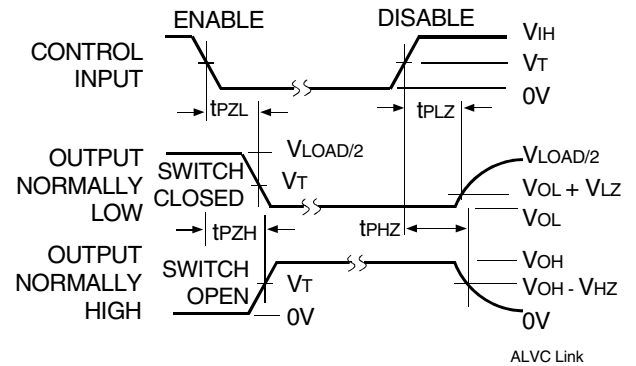 ENABLE
DISABLE
CONTROL
INPUT
VIH
VT
0V
tPZL
tPLZ
OUTPUT
NORMALLY
LOW
SWITCH
CLOSED
VLOAD/2
VT
VLOAD/2
VOL + VLZ
VOL
tPZH
tPHZ
OUTPUT
NORMALLY
HIGH
SWITCH
OPEN
VT
0V
VOH
VOH - VHZ
0V
ALVC Link